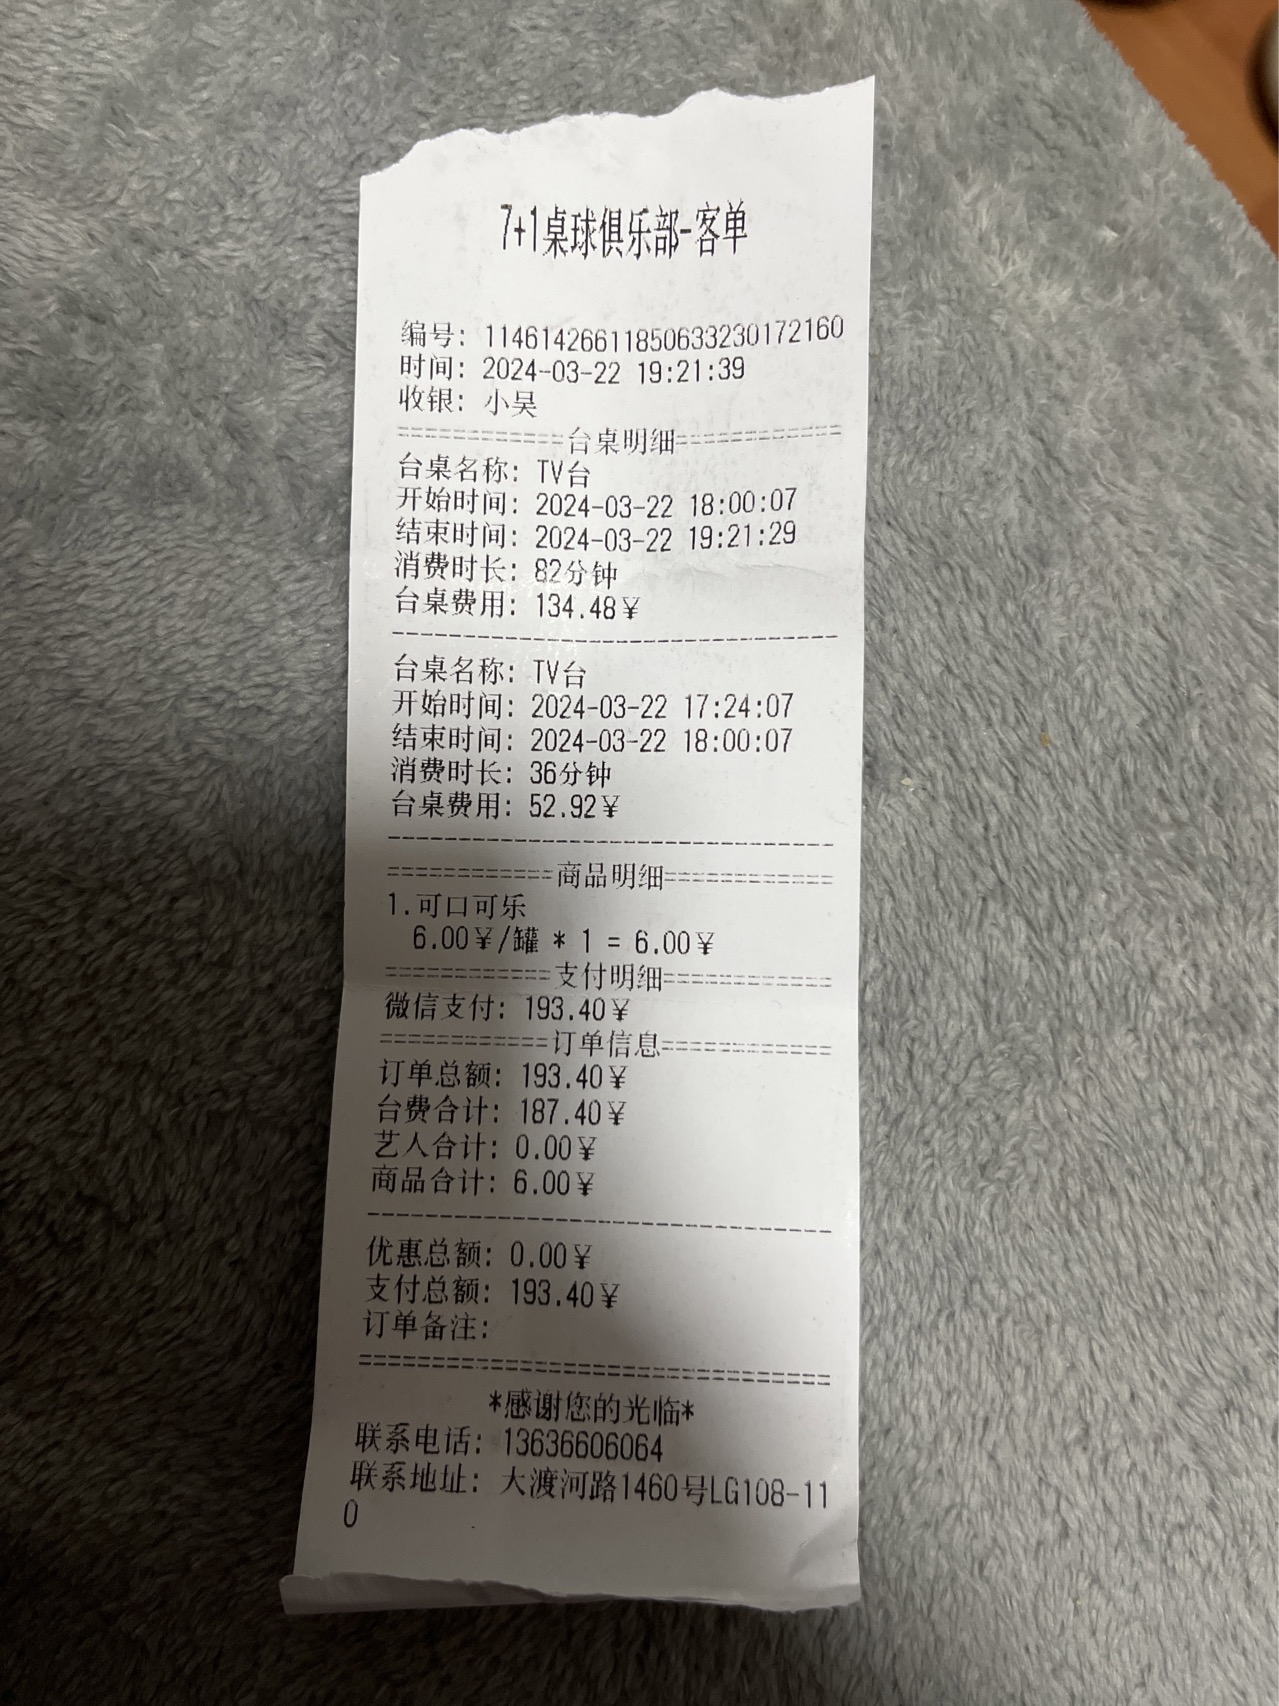 7+1桌球俱乐部-客单
编号: 11461426611850633230172160
时间: 2024-03-22 19:21:39
收银: 小吴
============台桌明细============
台桌名称: TV台
开始时间: 2024-03-22 18:00:07
结束时间: 2024-03-22 19:21:29
消费时长: 82分钟
台桌费用: 134.48¥
--------------------------------
台桌名称: TV台
开始时间: 2024-03-22 17:24:07
结束时间: 2024-03-22 18:00:07
消费时长: 36分钟
台桌费用: 52.92¥
--------------------------------
============商品明细============
1.可口可乐
6.00¥/罐 * 1 = 6.00¥
============支付明细============
微信支付: 193.40¥
============订单信息============
订单总额: 193.40¥
台费合计: 187.40¥
艺人合计: 0.00¥
商品合计: 6.00¥
--------------------------------
优惠总额: 0.00¥
支付总额: 193.40¥
订单备注:
================================
*感谢您的光临*
联系电话: 13636606064
联系地址: 大渡河路1460号LG108-11
0